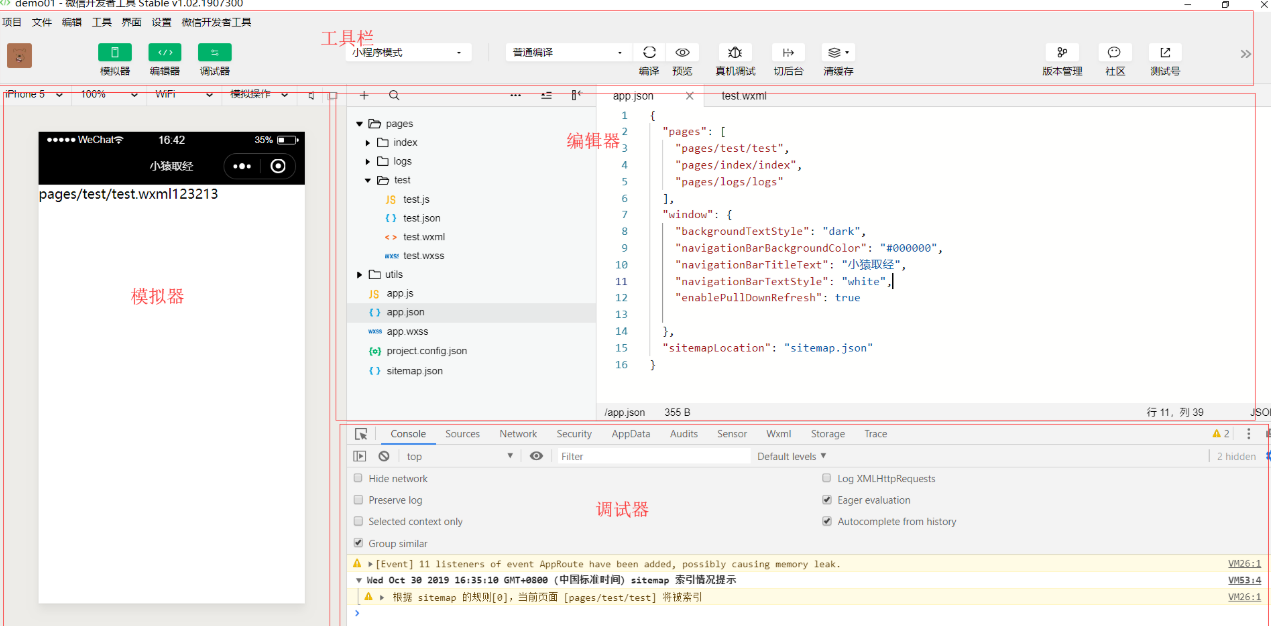 demo01 - 微信开发者工具 Stable v1.02.1907300
项目 文件 编辑 工具 界面 设置 微信开发者工具
工具栏
小程序模式 普通编译
模拟器 编辑器 调试器 编译 预览 真机调试 切后台 清缓存 版本管理 社区 测试号
iPhone 5 100% WiFi 模拟操作
WeChat 16:42 35%
小猿取经
pages/test/test.wxml123213
模拟器
pages
index
logs
test
JS test.js
{ } test.json
< > test.wxml
wxss test.wxss
utils
JS app.js
{ } app.json
wxss app.wxss
{o} project.config.json
{ } sitemap.json
编辑器
app.json test.wxml
1 {
2 "pages": [
3 "pages/test/test",
4 "pages/index/index",
5 "pages/logs/logs"
6 ],
7 "window": {
8 "backgroundTextStyle": "dark",
9 "navigationBarBackgroundColor": "#000000",
10 "navigationBarTitleText": "小猿取经",
11 "navigationBarTextStyle": "white",
12 "enablePullDownRefresh": true
13
14 },
15 "sitemapLocation": "sitemap.json"
16 }
/app.json 355 B 行 11，列 39 JSO
Console Sources Network Security AppData Audits Sensor Wxml Storage Trace 2
top Filter Default levels 2 hidden
Hide network Log XMLHttpRequests
Preserve log Eager evaluation
Selected context only Autocomplete from history
Group similar
调试器
[Event] 11 listeners of event AppRoute have been added, possibly causing memory leak. VM26:1
Wed Oct 30 2019 16:35:10 GMT+0800 (中国标准时间) sitemap 索引情况提示 VM53:4
根据 sitemap 的规则[0]，当前页面 [pages/test/test] 将被索引 VM26:1